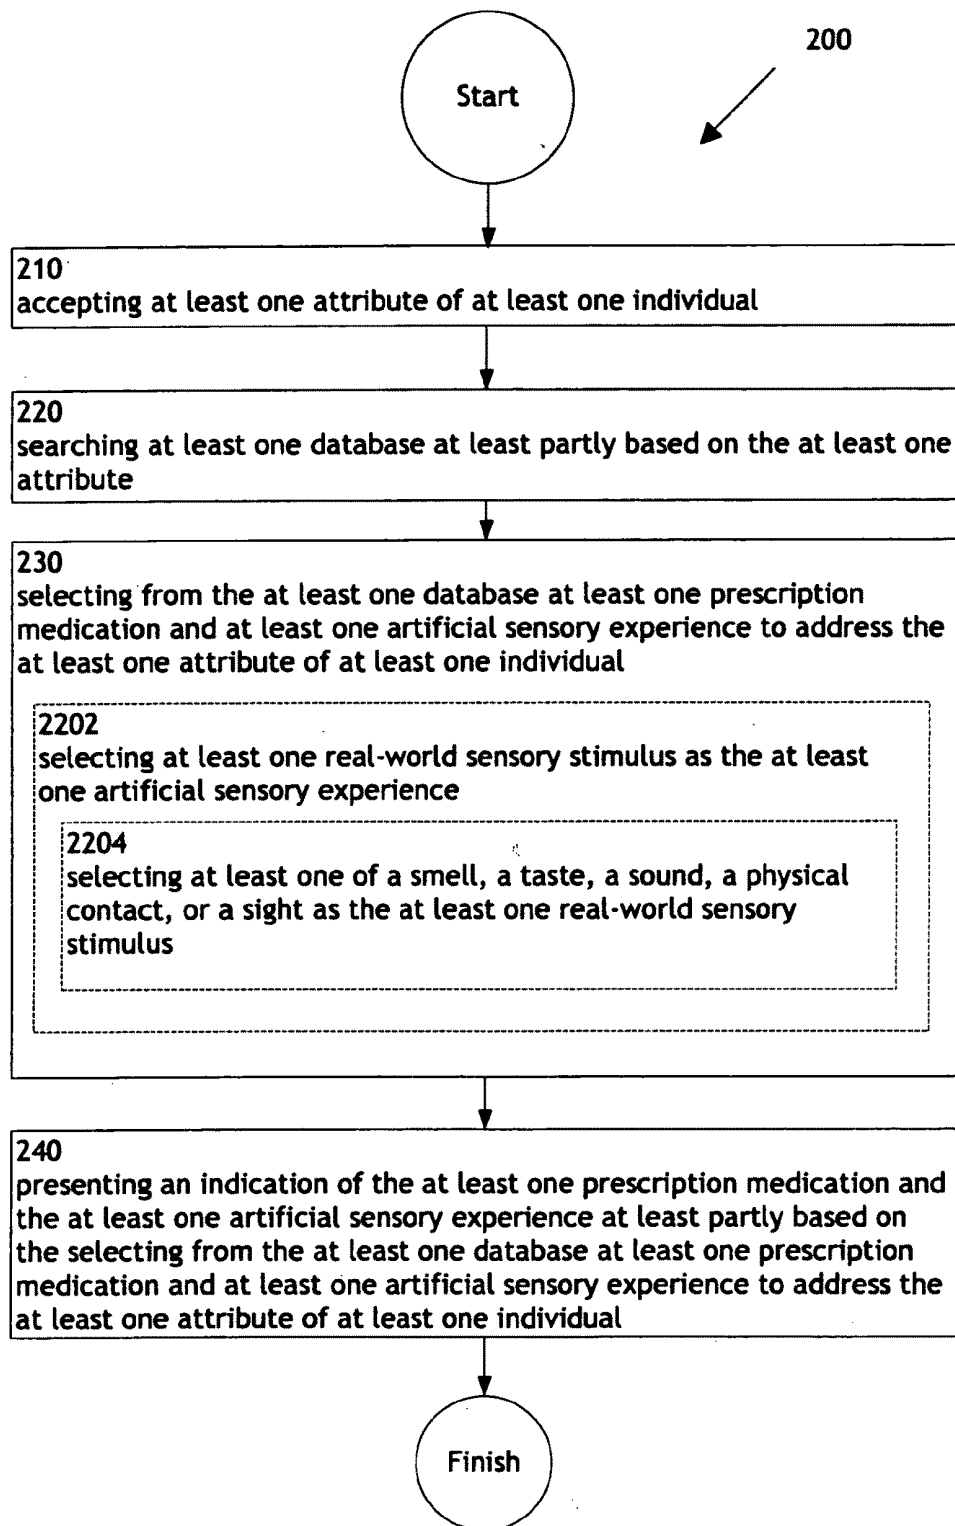 Start
200
210
accepting at least one attribute of at least one individual
220
searching at least one database at least partly based on the at least one
attribute
230
selecting from the at least one database at least one prescription
medication and at least one artificial sensory experience to address the
at least one attribute of at least one individual
2202
selecting at least one real-world sensory stimulus as the at least
one artificial sensory experience
2204
selecting at least one of a smell, a taste, a sound, a physical
contact, or a sight as the at least one real-world sensory
stimulus
240
presenting an indication of the at least one prescription medication and
the at least one artificial sensory experience at least partly based on
the selecting from the at least one database at least one prescription
medication and at least one artificial sensory experience to address the
at least one attribute of at least one individual
Finish